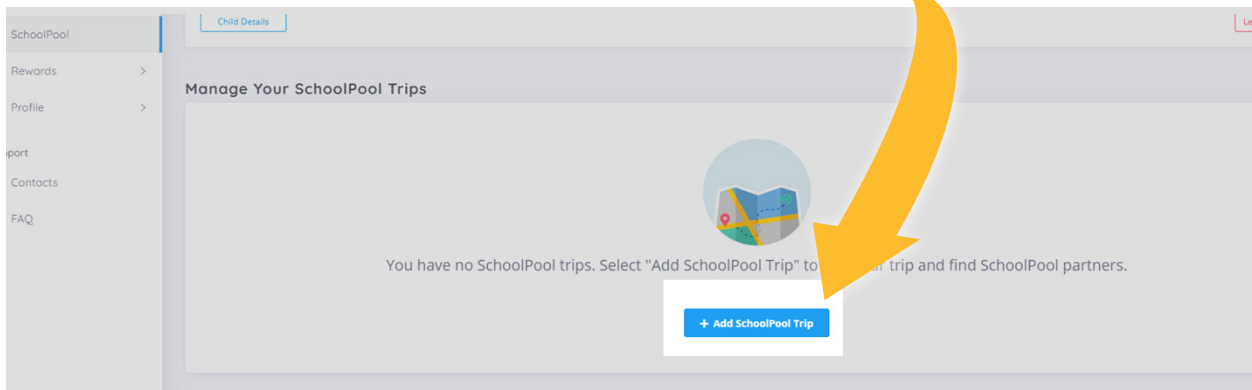 SchoolPool
Child Details
Rewards
Profile
Manage Your SchoolPool Trips
Contacts
FAQ
You have no SchoolPool trips. Select "Add SchoolPool Trip" to trip and find SchoolPool partners.
+ Add SchoolPool Trip